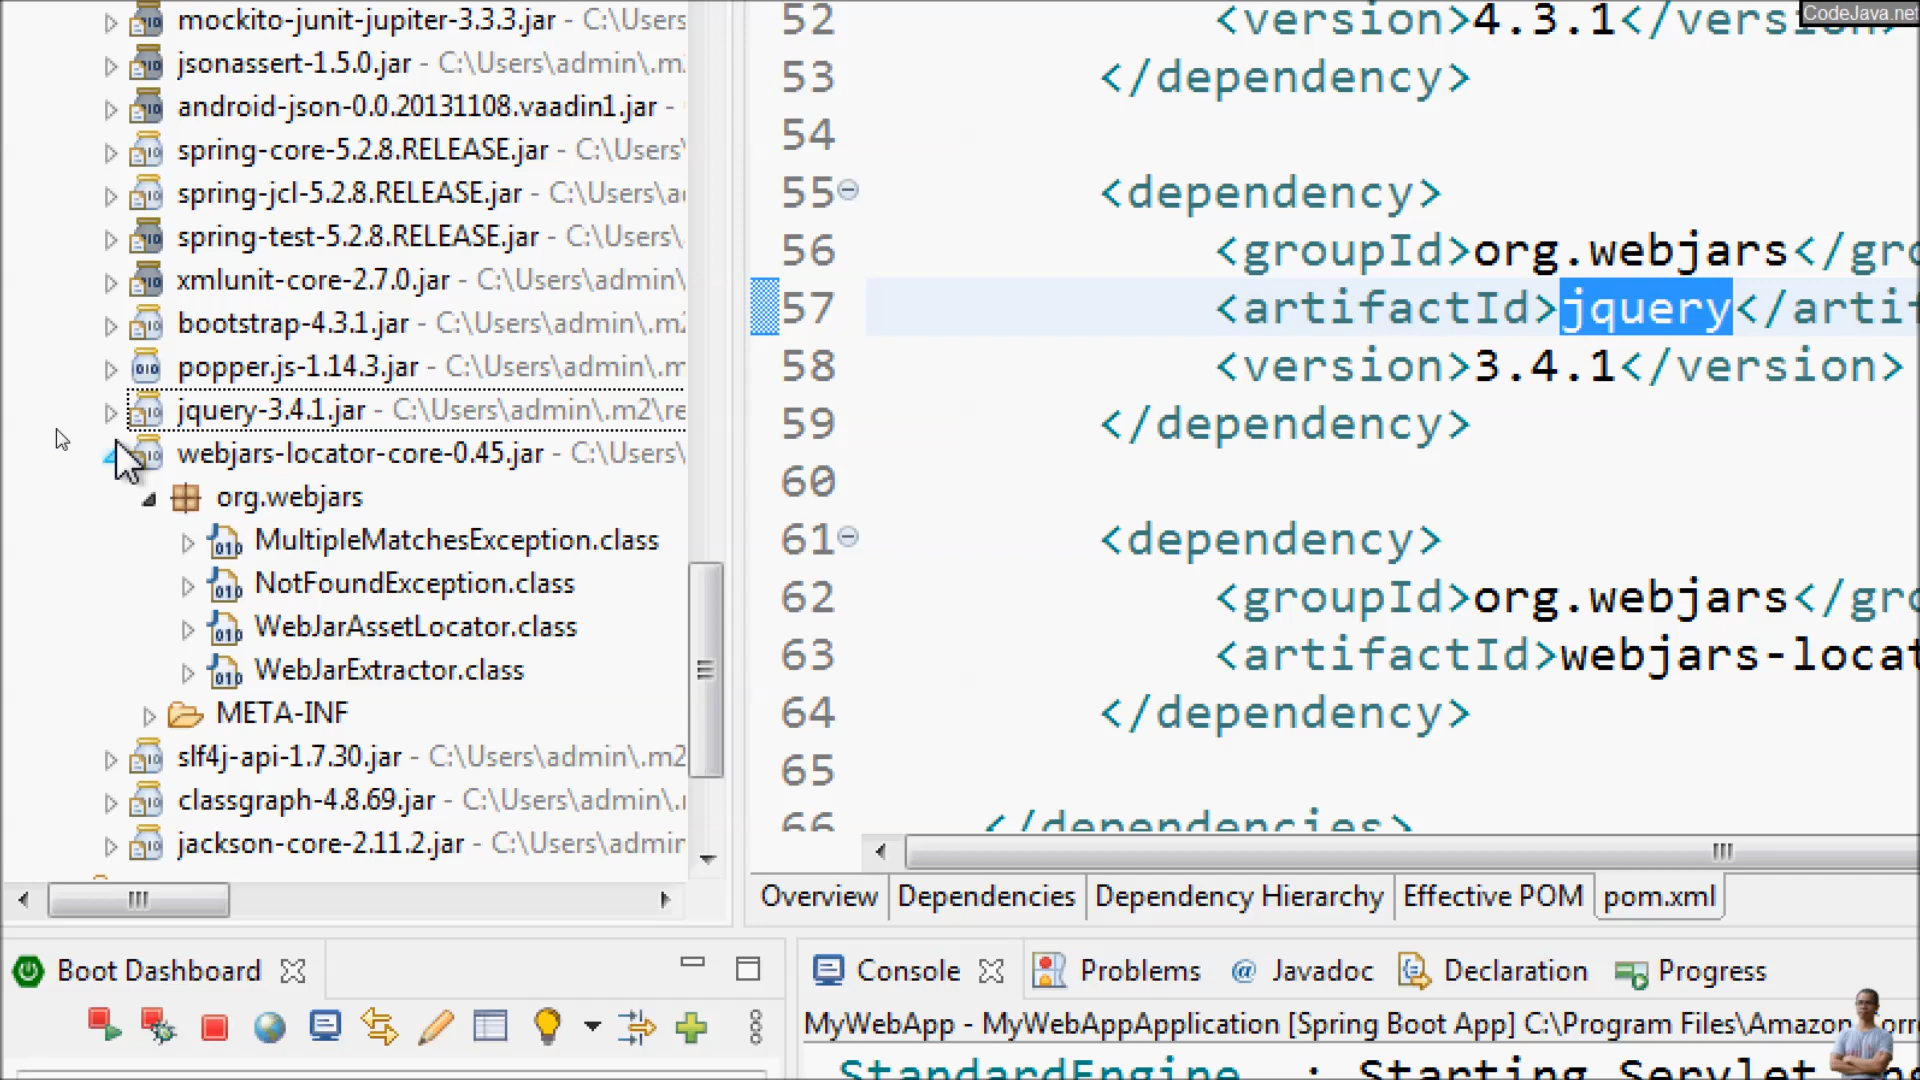 mockito-junit-jupiter-3.3.3.jar - C:\Users
jsonassert-1.5.0.jar - C:\Users\admin\.m
android-json-0.0.20131108.vaadin1.jar -
spring-core-5.2.8.RELEASE.jar - C:\Users\
spring-jcl-5.2.8.RELEASE.jar - C:\Users\a
spring-test-5.2.8.RELEASE.jar - C:\Users\
xmlunit-core-2.7.0.jar - C:\Users\admin\
bootstrap-4.3.1.jar - C:\Users\admin\.m
popper.js-1.14.3.jar - C:\Users\admin\.m
jquery-3.4.1.jar - C:\Users\admin\.m2\re
webjars-locator-core-0.45.jar - C:\Users\
org.webjars
MultipleMatchesException.class
NotFoundException.class
WebJarAssetLocator.class
WebJarExtractor.class
META-INF
slf4j-api-1.7.30.jar - C:\Users\admin\.m2
classgraph-4.8.69.jar - C:\Users\admin\.
jackson-core-2.11.2.jar - C:\Users\admin
CodeJava.net
52 <version>4.3.1</version>
53 </dependency>
54
55 <dependency>
56 <groupId>org.webjars</gro
57 <artifactId>jquery</artif
58 <version>3.4.1</version>
59 </dependency>
60
61 <dependency>
62 <groupId>org.webjars</gro
63 <artifactId>webjars-locat
64 </dependency>
65
66 </dependencies>
Overview Dependencies Dependency Hierarchy Effective POM pom.xml
Boot Dashboard
Console Problems Javadoc Declaration Progress
MyWebApp - MyWebAppApplication [Spring Boot App] C:\Program Files\Amazon
StandardEngine : Starting Servlet